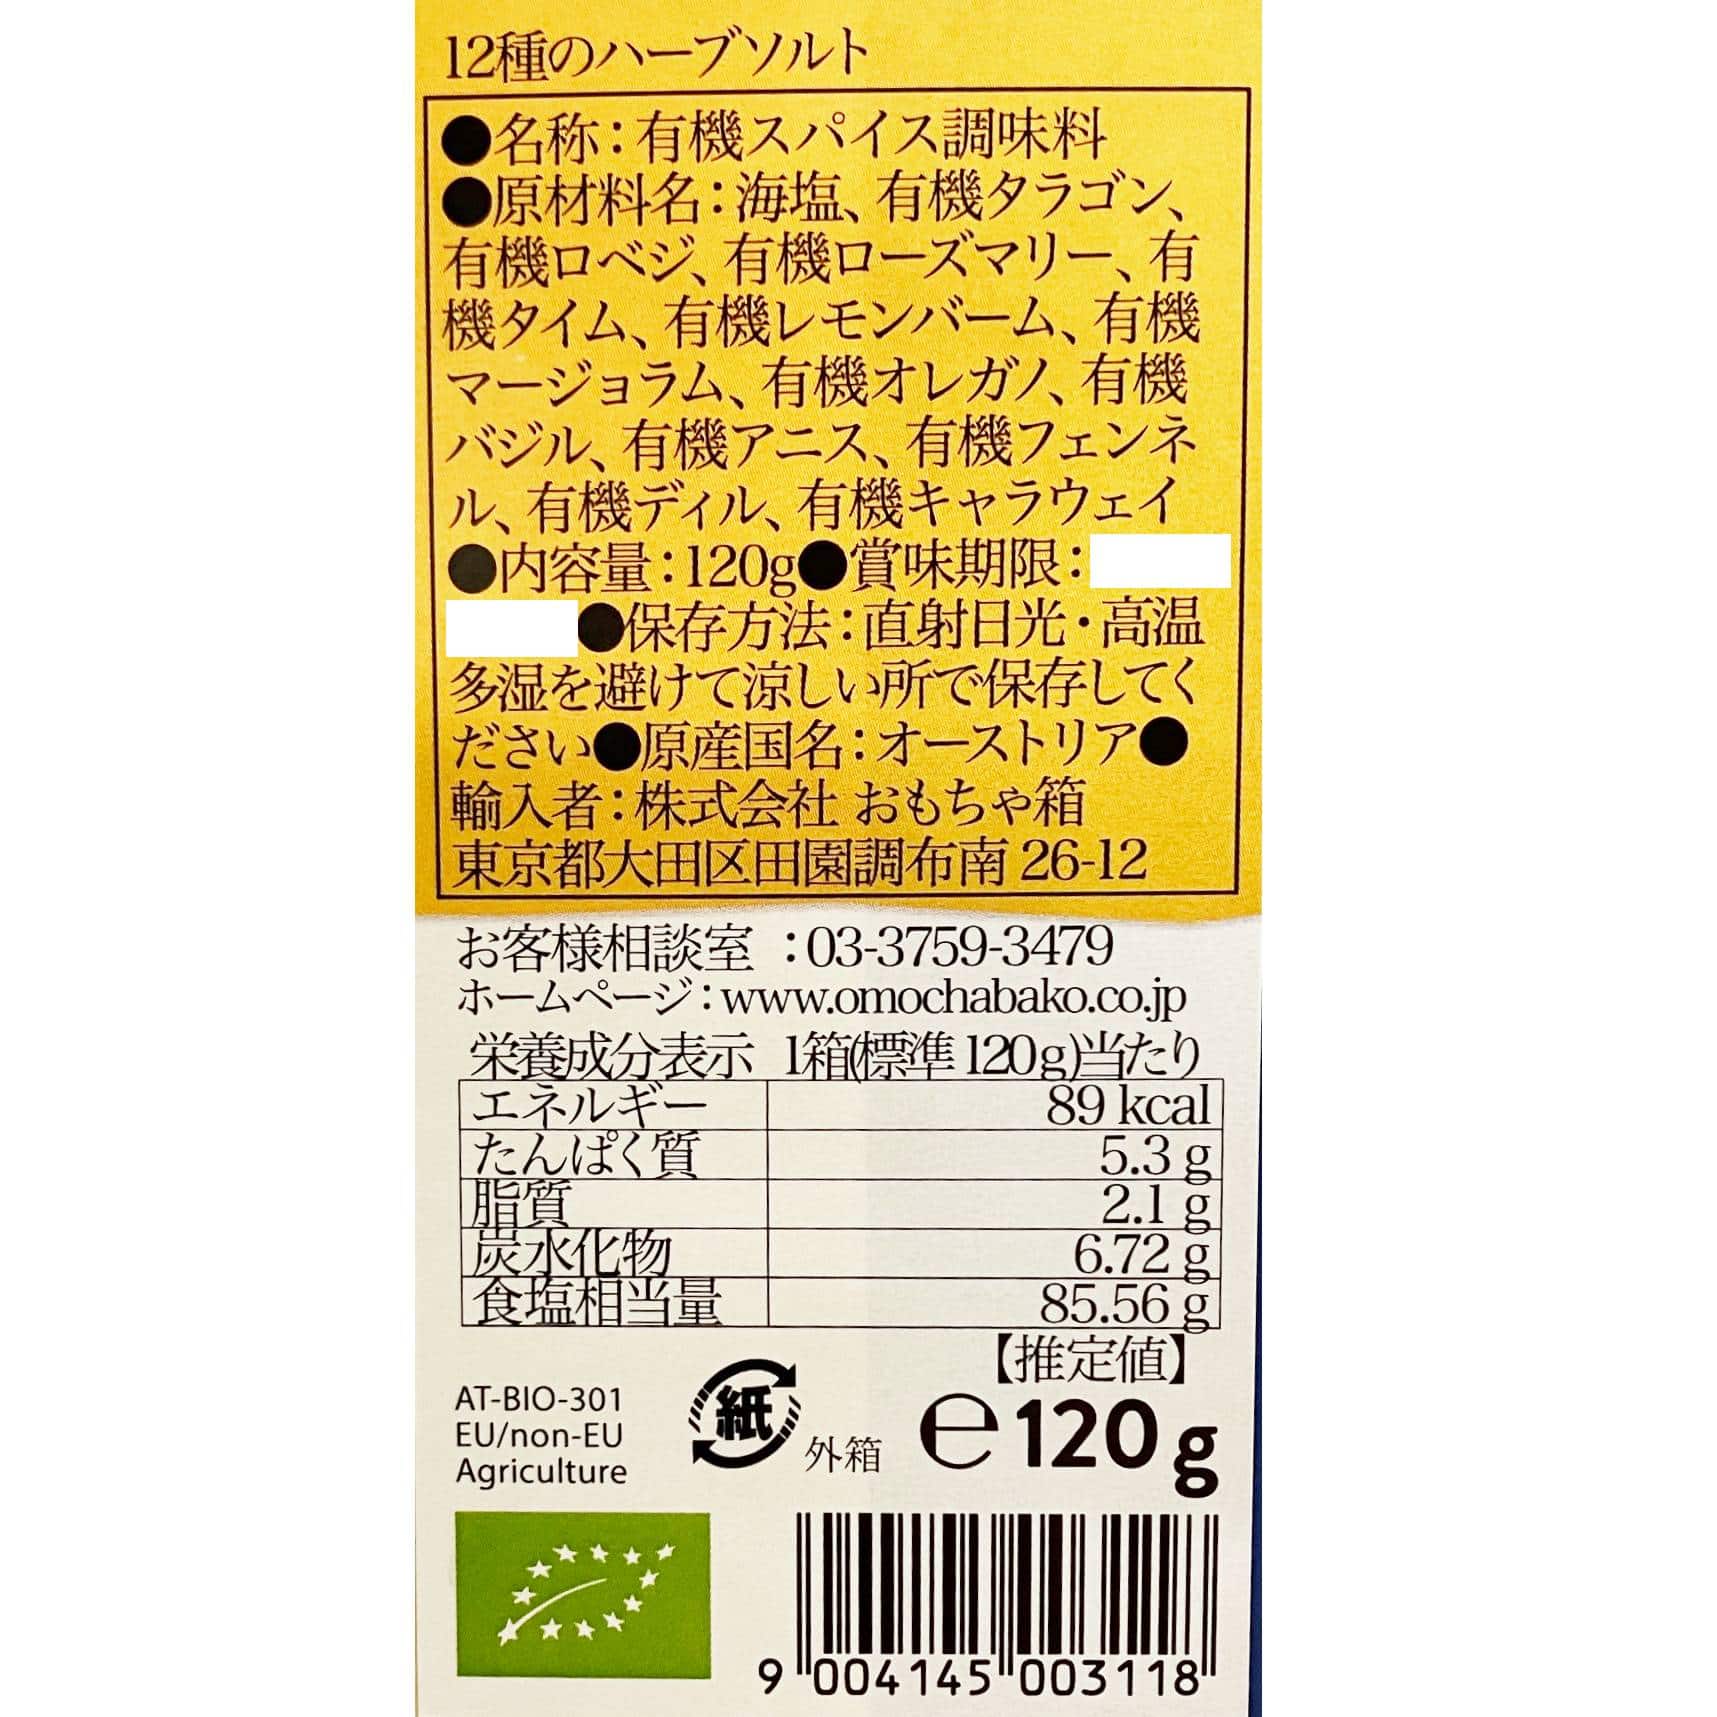 12種のハーブソルト
●名称：有機スパイス調味料
●原材料名：海塩、有機タラゴン、
有機ロベジ、有機ローズマリー、有
機タイム、有機レモンバーム、有機
マージョラム、有機オレガノ、有機
バジル、有機アニス、有機フェンネ
ル、有機ディル、有機キャラウェイ
●内容量：120g●賞味期限：
●保存方法：直射日光・高温
多湿を避けて涼しい所で保存してく
ださい●原産国名：オーストリア●
輸入者：株式会社 おもちゃ箱
東京都大田区田園調布南 26-12
お客様相談室 ：03-3759-3479
ホームページ：www.omochabako.co.jp
栄養成分表示 1箱(標準120g)当たり
エネルギー 89 kcal
たんぱく質 5.3 g
脂質 2.1 g
炭水化物 6.72 g
食塩相当量 85.56 g
【推定値】
AT-BIO-301
EU/non-EU
Agriculture
紙
外箱
℮120 g
9 004145 003118